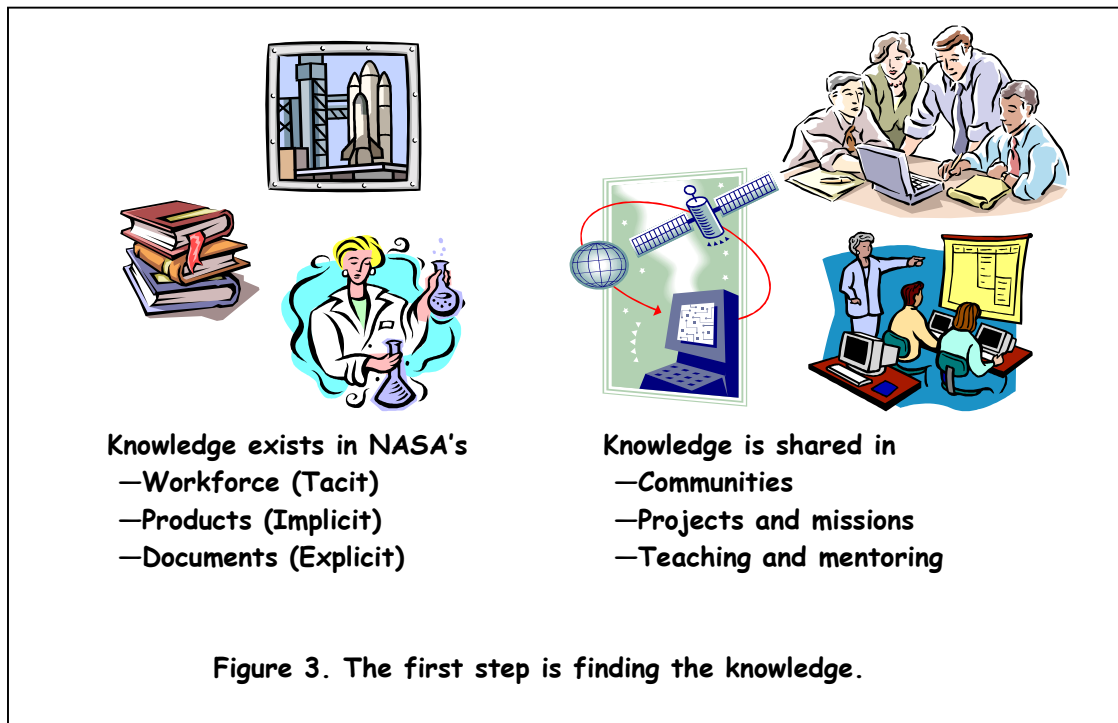 Knowledge exists in NASA's
—Workforce (Tacit)
—Products (Implicit)
—Documents (Explicit)
Knowledge is shared in
—Communities
—Projects and missions
—Teaching and mentoring
Figure 3. The first step is finding the knowledge.